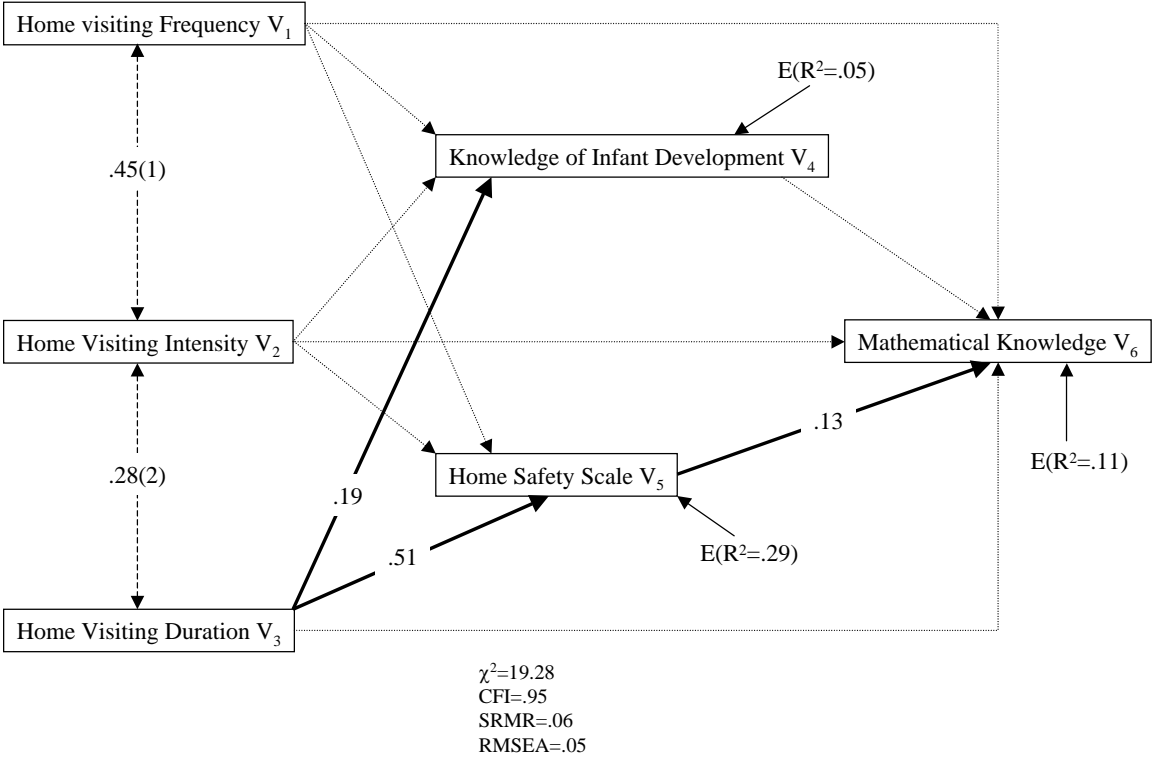 Home visiting Frequency V₁
E(R²=.05)
Knowledge of Infant Development V₄
.45(1)
Home Visiting Intensity V₂
Mathematical Knowledge V₆
.13
E(R²=.11)
.28(2)
Home Safety Scale V₅
.19
.51
E(R²=.29)
Home Visiting Duration V₃
χ²=19.28
CFI=.95
SRMR=.06
RMSEA=.05